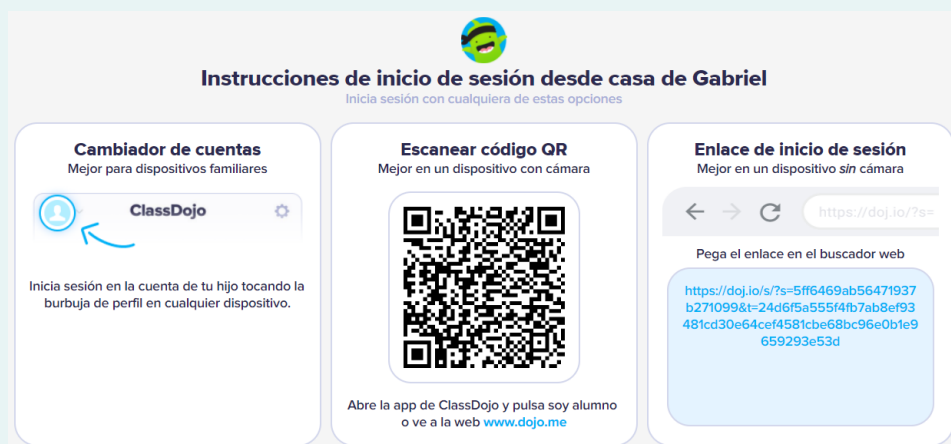 Instrucciones de inicio de sesión desde casa de Gabriel
Inicia sesión con cualquiera de estas opciones
Cambiador de cuentas
Mejor para dispositivos familiares
ClassDojo
Inicia sesión en la cuenta de tu hijo tocando la
burbuja de perfil en cualquier dispositivo.
Escanear código QR
Mejor en un dispositivo con cámara
Abre la app de ClassDojo y pulsa soy alumno
o ve a la web www.dojo.me
Enlace de inicio de sesión
Mejor en un dispositivo sin cámara
https://doj.io/?s=
Pega el enlace en el buscador web
https://doj.io/s/?s=5ff6469ab56471937
b271099&t=24d6f5a555f4fb7ab8ef93
481cd30e64cef4581cbe68bc96e0b1e9
659293e53d